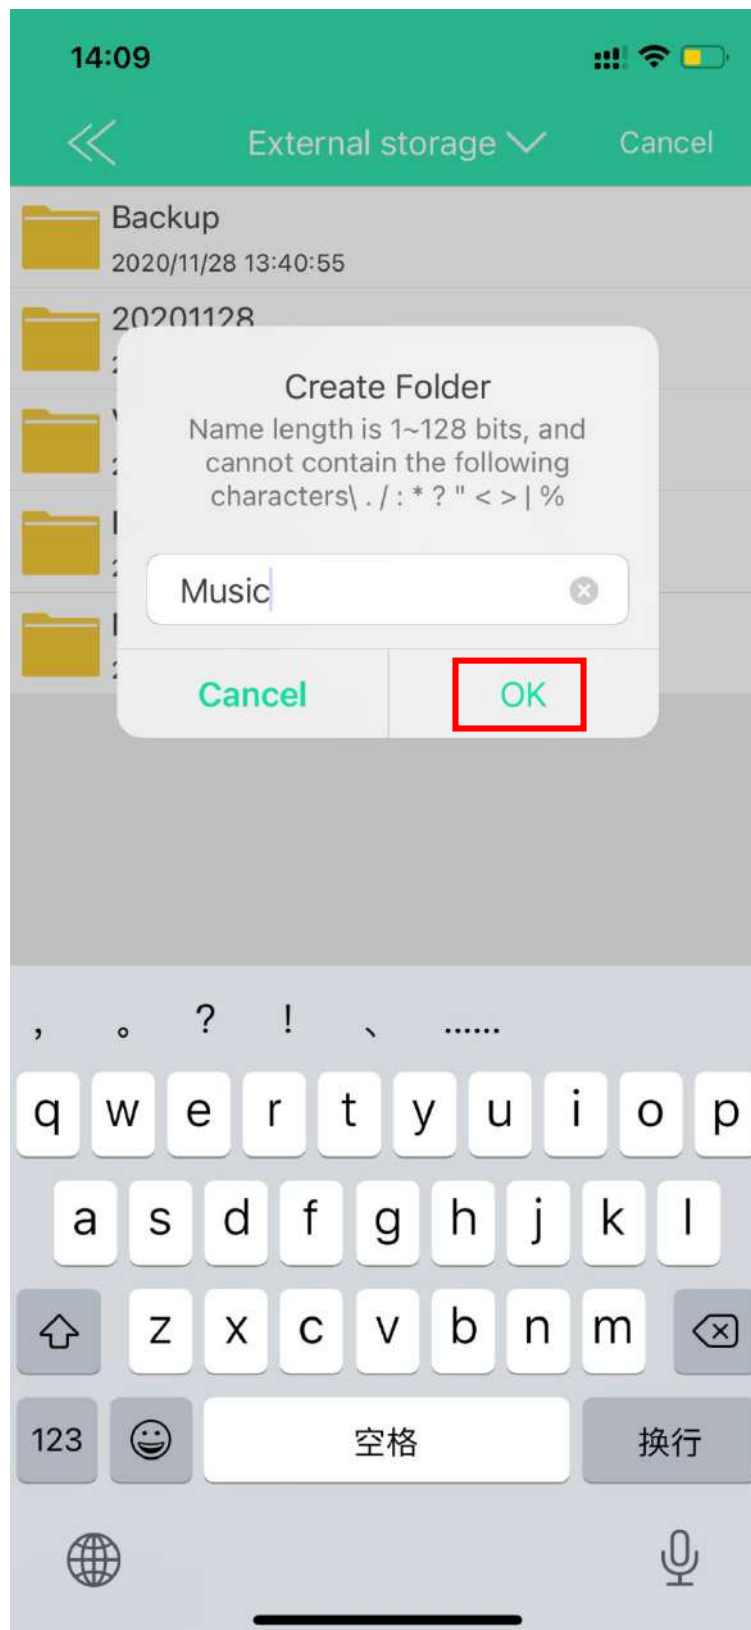 14:09
External storage
Cancel
Backup
2020/11/28 13:40:55
20201128
Create Folder
Name length is 1~128 bits, and
cannot contain the following
characters\ . / : * ? " < > | %
Music
Cancel
OK
, 。 ? ! 、 ……
q w e r t y u i o p
a s d f g h j k l
z x c v b n m
123
空格
换行